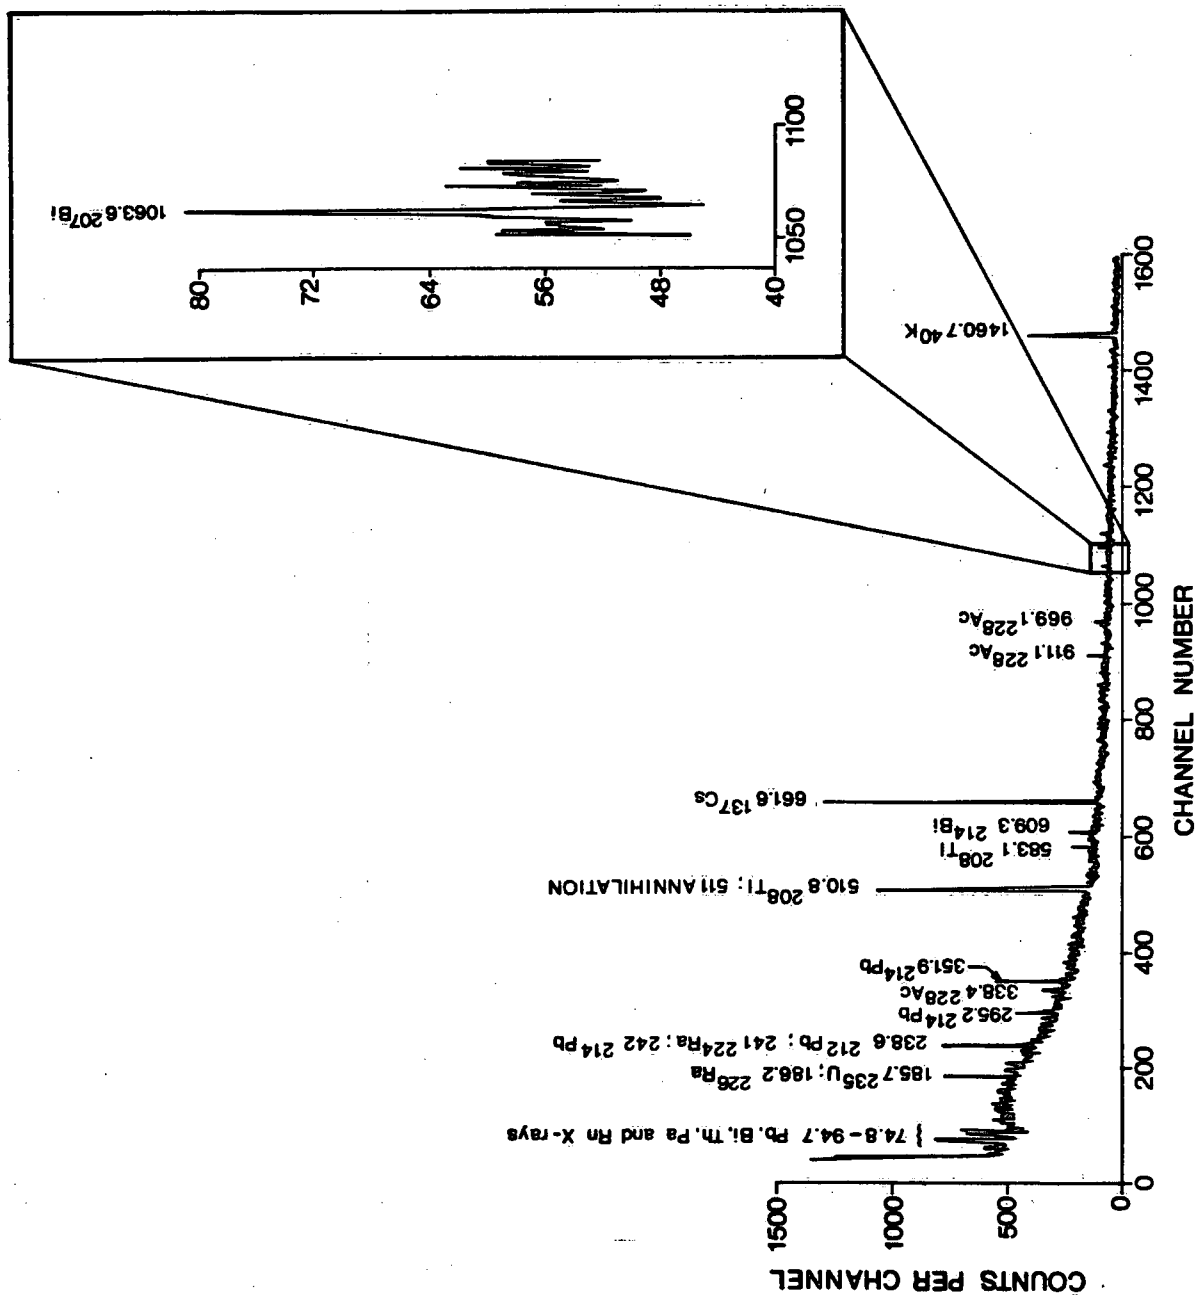 1063.6 207Bi
80
72
64
56
48
40
1050
1100
COUNTS PER CHANNEL
1500
1000
500
0
74.8-94.7 Pb, Bi, Th, Pa and Rn X-rays
185.7 235U; 186.2 226Ra
238.6 212Pb; 241 224Ra; 242 214Pb
295.2 214Pb
338.4 228Ac
351.9 214Pb
510.8 208Tl; 511 ANNIHILATION
583.1 208Tl
609.3 214Bi
661.6 137Cs
911.1 228Ac
969.1 228Ac
1460.7 40K
0
200
400
600
800
1000
1200
1400
1600
CHANNEL NUMBER